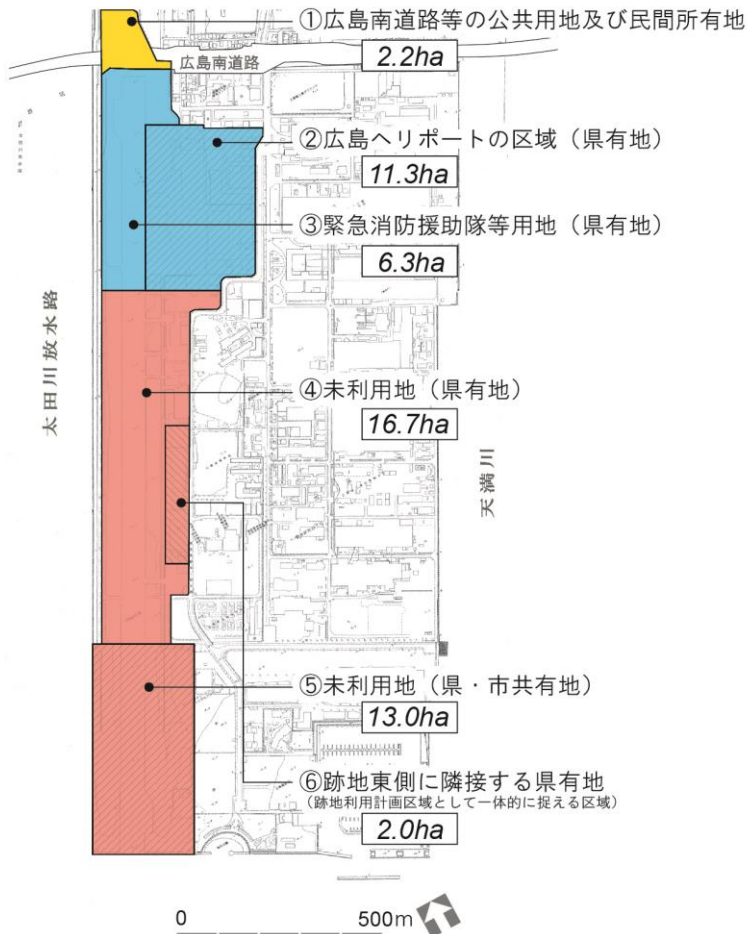 ①広島南道路等の公共用地及び民間所有地
2.2ha
広島南道路
②広島ヘリポートの区域（県有地）
11.3ha
③緊急消防援助隊等用地（県有地）
6.3ha
太田川放水路
④未利用地（県有地）
16.7ha
天満川
⑤未利用地（県・市共有地）
13.0ha
⑥跡地東側に隣接する県有地
（跡地利用計画区域として一体的に捉える区域）
2.0ha
0 500m